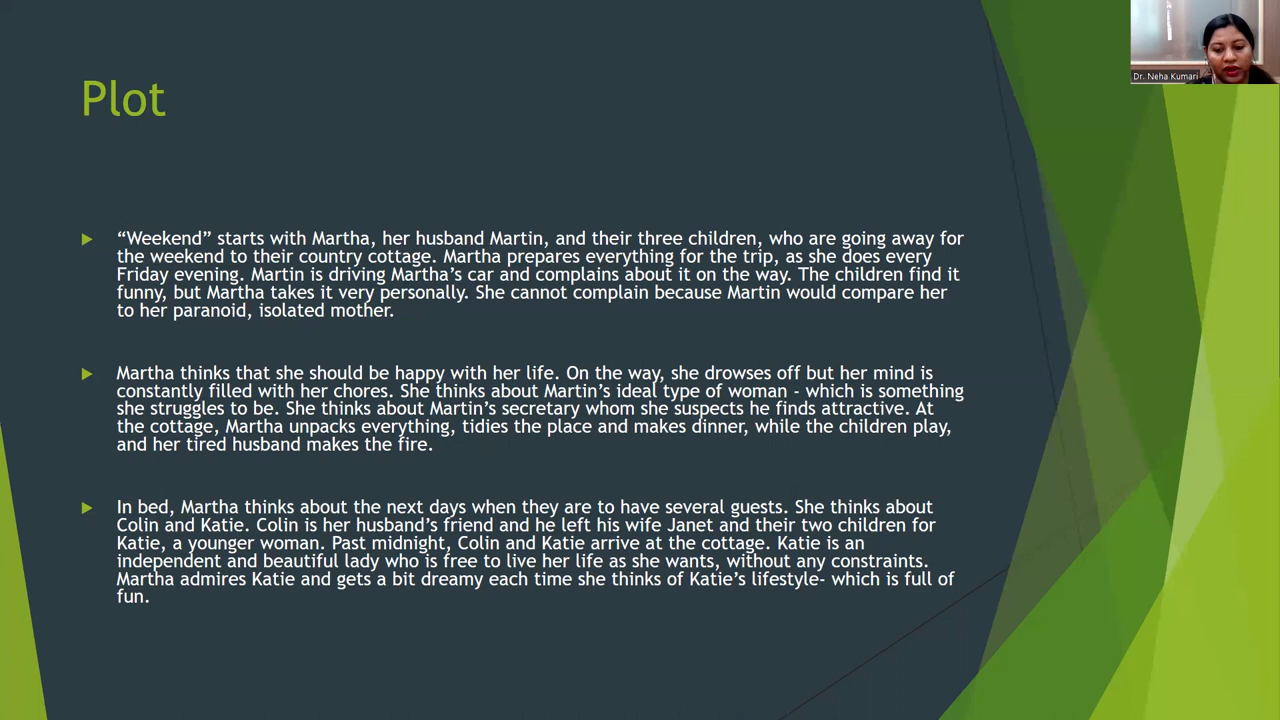 Dr. Neha Kumari
Plot
“Weekend” starts with Martha, her husband Martin, and their three children, who are going away for
the weekend to their country cottage. Martha prepares everything for the trip, as she does every
Friday evening. Martin is driving Martha’s car and complains about it on the way. The children find it
funny, but Martha takes it very personally. She cannot complain because Martin would compare her
to her paranoid, isolated mother.
Martha thinks that she should be happy with her life. On the way, she drowses off but her mind is
constantly filled with her chores. She thinks about Martin’s ideal type of woman - which is something
she struggles to be. She thinks about Martin’s secretary whom she suspects he finds attractive. At
the cottage, Martha unpacks everything, tidies the place and makes dinner, while the children play,
and her tired husband makes the fire.
In bed, Martha thinks about the next days when they are to have several guests. She thinks about
Colin and Katie. Colin is her husband’s friend and he left his wife Janet and their two children for
Katie, a younger woman. Past midnight, Colin and Katie arrive at the cottage. Katie is an
independent and beautiful lady who is free to live her life as she wants, without any constraints.
Martha admires Katie and gets a bit dreamy each time she thinks of Katie’s lifestyle- which is full of
fun.